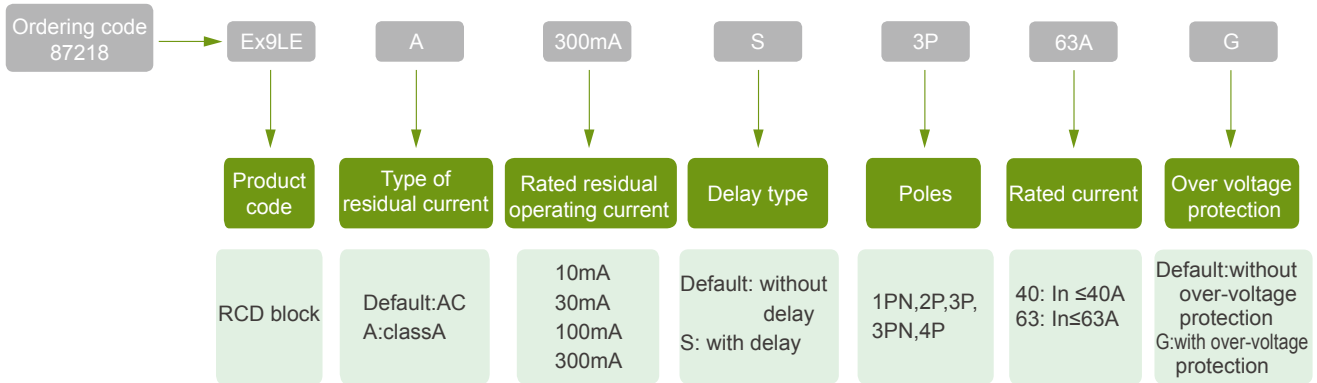 Ordering code
87218
Ex9LE
A
300mA
S
3P
63A
G
Product
code
Type of
residual current
Rated residual
operating current
Delay type
Poles
Rated current
Over voltage
protection
RCD block
Default:AC
A:classA
10mA
30mA
100mA
300mA
Default: without
delay
S: with delay
1PN,2P,3P,
3PN,4P
40: In ≤40A
63: In≤63A
Default:without
over-voltage
protection
G:with over-voltage
protection